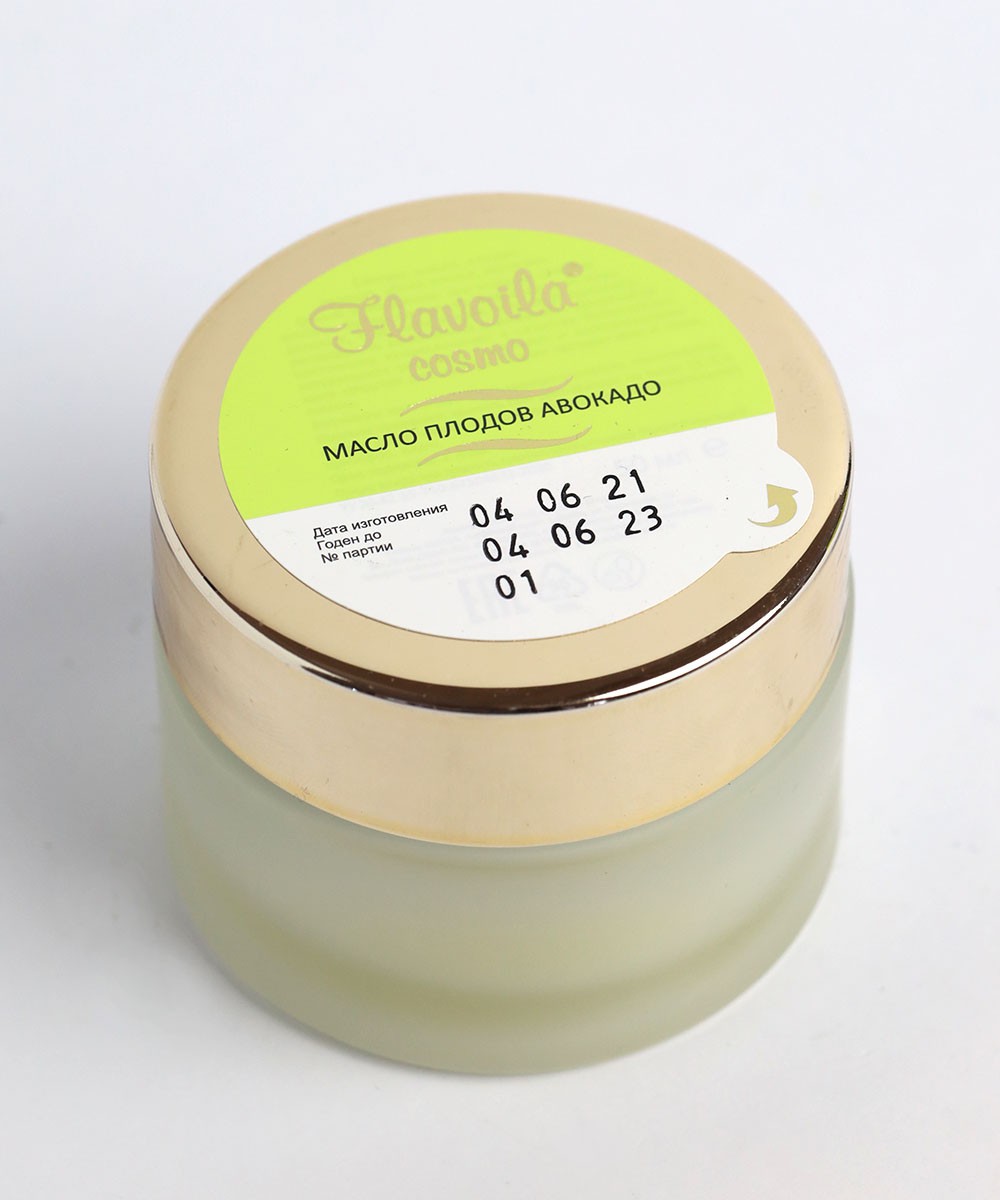 Flavoila®
cosmo
МАСЛО ПЛОДОВ АВОКАДО
Дата изготовления 04 06 21
Годен до 04 06 23
№ партии 01